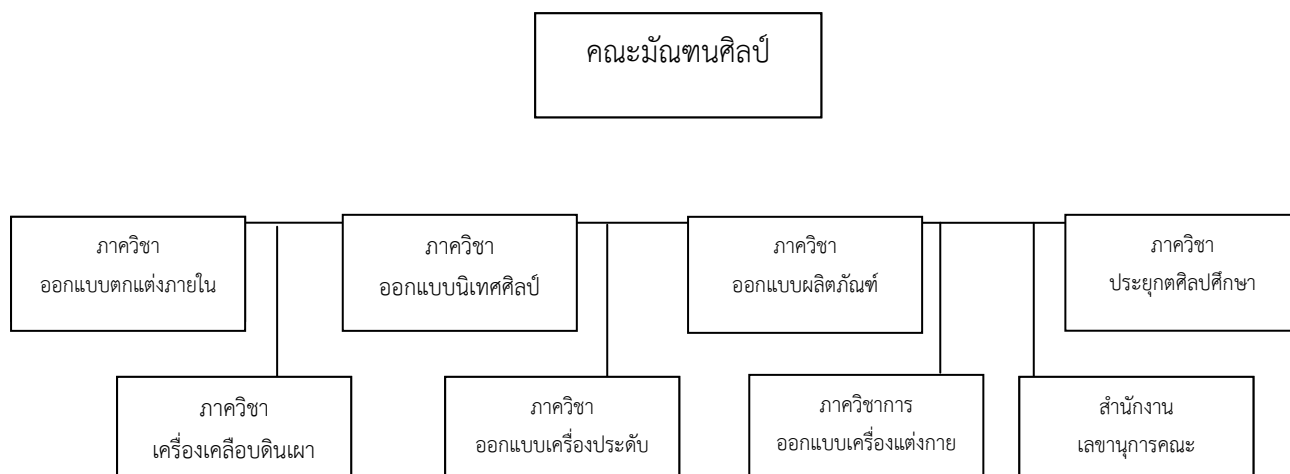 คณะมัณฑนศิลป์
ภาควิชา
ออกแบบตกแต่งภายใน
ภาควิชา
ออกแบบนิเทศศิลป์
ภาควิชา
ออกแบบผลิตภัณฑ์
ภาควิชา
ประยุกตศิลปศึกษา
ภาควิชา
เครื่องเคลือบดินเผา
ภาควิชา
ออกแบบเครื่องประดับ
ภาควิชาการ
ออกแบบเครื่องแต่งกาย
สำนักงาน
เลขานุการคณะ